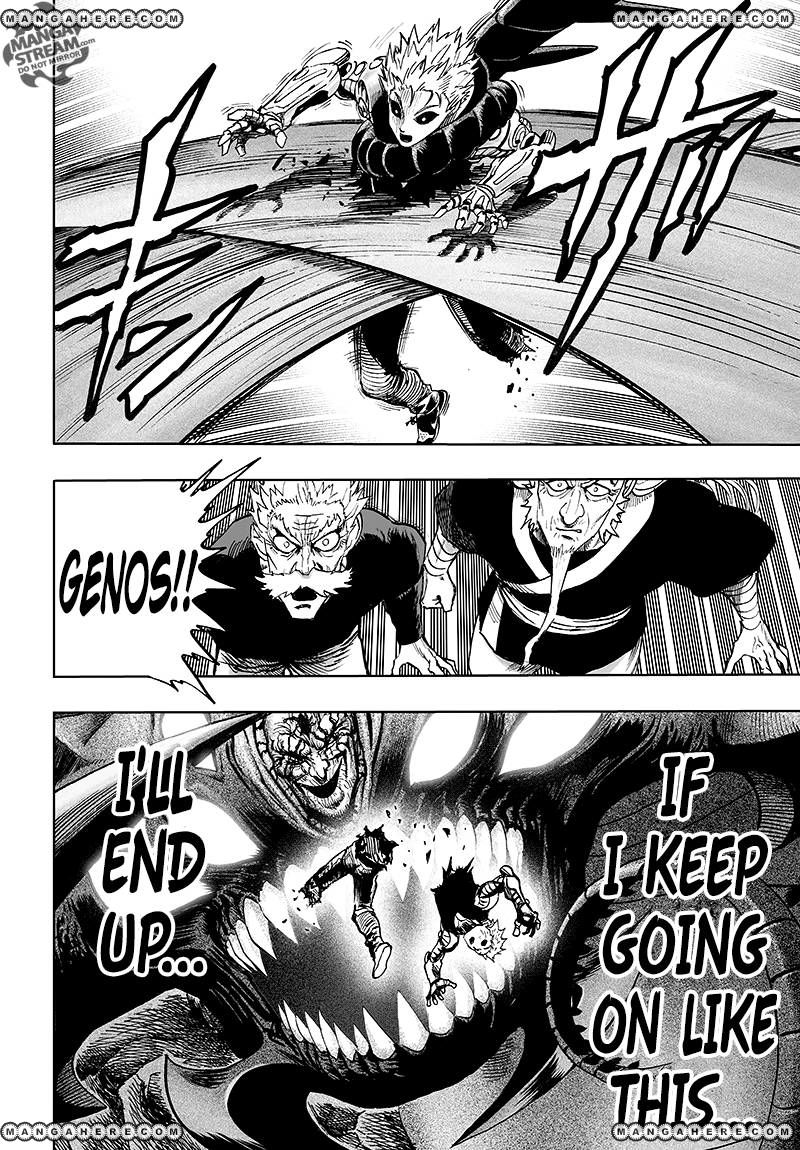 MANGAHERE.COM
MANGAHERE.COM
MANGA
STREAM.com
DO NOT MIRROR
GENOS!!
IF
I KEEP
GOING
ON LIKE
THIS...
I'LL
END
UP...
MANGAHERE.COM
MANGAHERE.COM